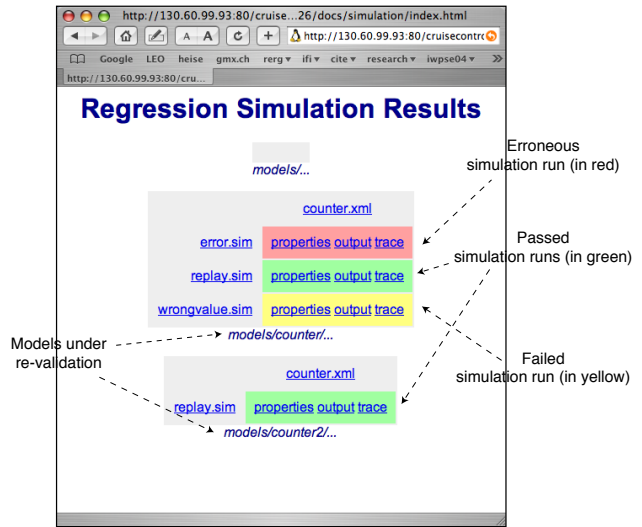 http://130.60.99.93:80/cruise...26/docs/simulation/index.html
A A
http://130.60.99.93:80/cruisecontro
Google LEO heise gmx.ch rerg ifi cite research iwpse04
http://130.60.99.93:80/cru...
Regression Simulation Results
models/...
counter.xml
error.sim properties output trace
replay.sim properties output trace
wrongvalue.sim properties output trace
models/counter/...
counter.xml
replay.sim properties output trace
models/counter2/...
Erroneous
simulation run (in red)
Passed
simulation runs (in green)
Failed
simulation run (in yellow)
Models under
re-validation